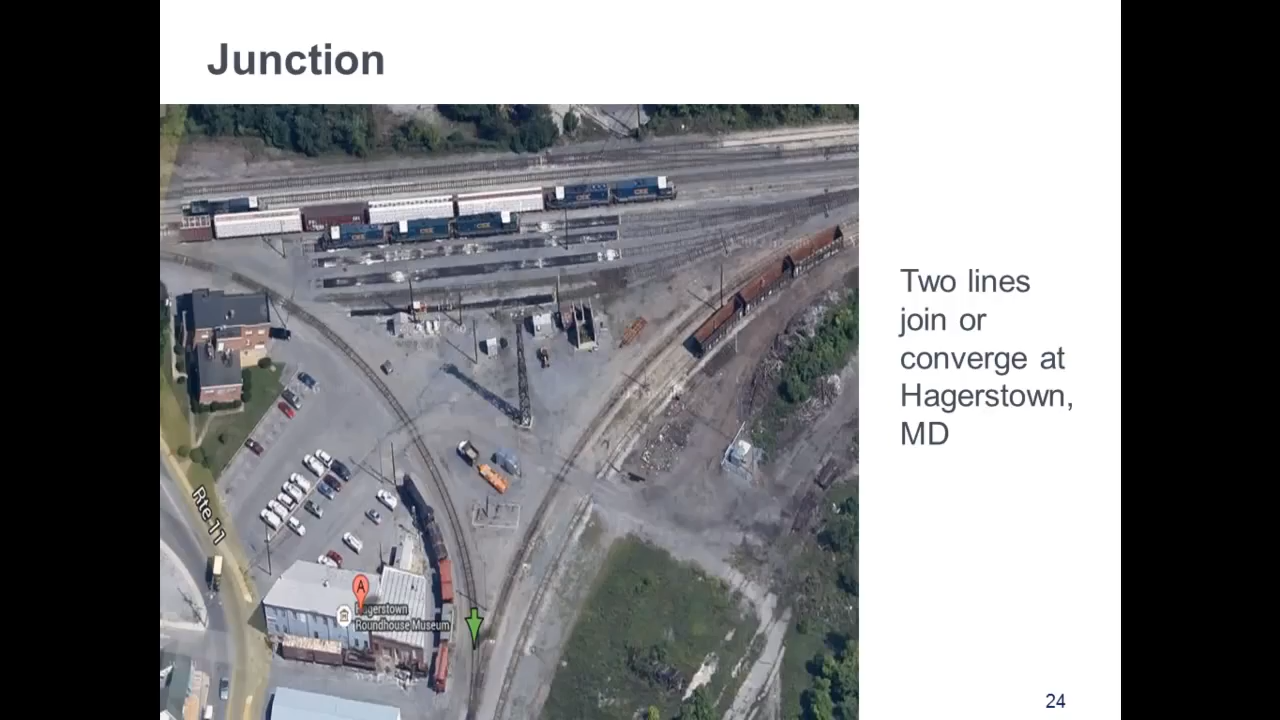 Junction
Two lines
join or
converge at
Hagerstown,
MD
Rte 11
A
Hagerstown
Roundhouse Museum
24